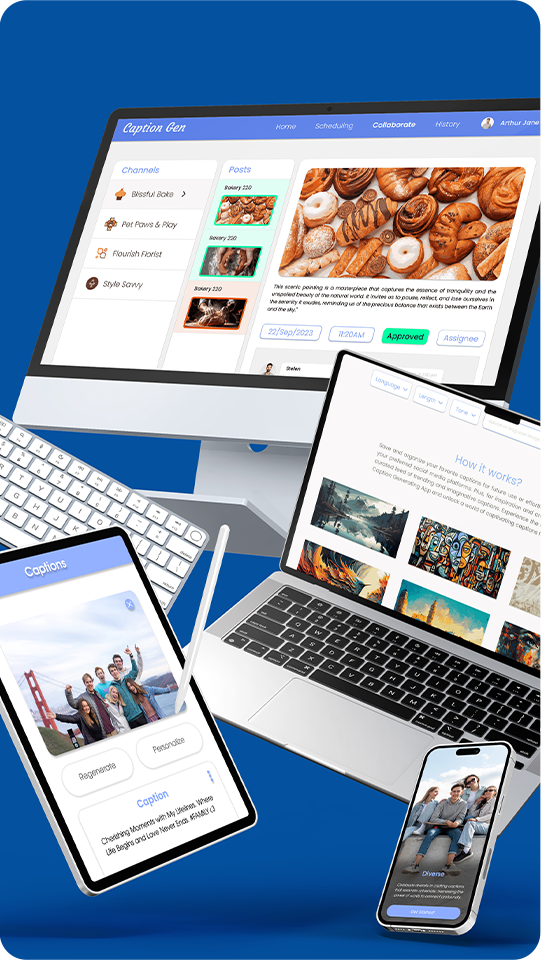 Caption Gen
Home
Scheduling
Collaborate
History
Arthur Jane
Channels
Blissful Bake
Pet Paws & Play
Flourish Florist
Style Savvy
Posts
Bakery 220
Bakery 220
Bakery 220
This scenic painting is a masterpiece that captures the essence of tranquility and the
unspoiled beauty of the natural world. It invites us to pause, reflect, and lose ourselves in
the serenity it exudes, reminding us of the precious balance that exists between the Earth
and the sky."
22/Sep/2023
11:20AM
Approved
Assignee
Stefen
Language
Length
Tone
How it works?
Save and organize your favorite captions for future use or effortl
your preferred social media platforms. Plus, for inspiration and
curated feed of trending and imaginative captions. Experience the
Caption Generating App and unlock a world of captivating captions t
Captions
Regenerate
Personalize
Caption
Cherishing Moments with My Lifelines: Where
Life Begins and Love Never Ends. #FAMILY <3
Diverse
Get Started